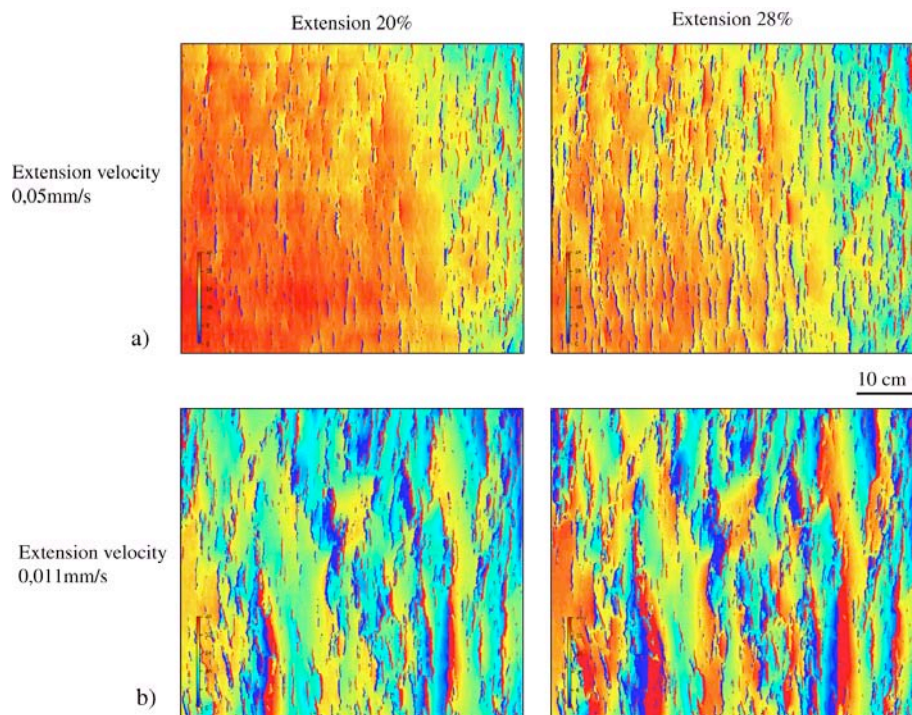 Extension 20%
Extension 28%
Extension velocity
0,05mm/s
a)
10 cm
Extension velocity
0,011mm/s
b)